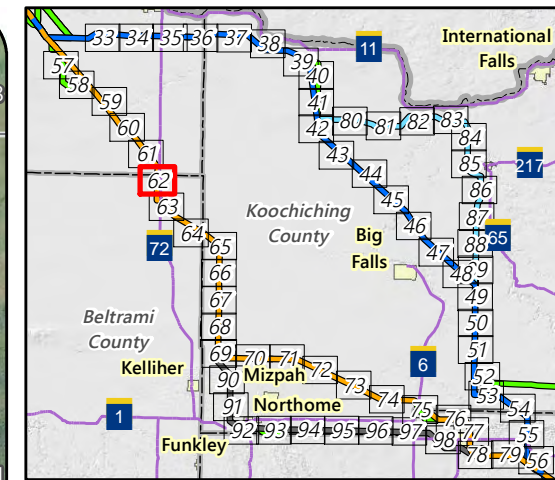 33 34 35 36 37 38 39
International
Falls
11
57 58 59 60 61
40 41 42
80 81 82 83 84 85 86 87 88
217
62 63 64 65
43 44 45 46 47 48
Koochiching
County
65
72
Big
Falls
66 67 68 69
89 49 50 51 52 53 54 55 56
Beltrami
County
Kelliher
70 71 72 73 74 75 76 77 78 79
6
90 91 92 93 94 95 96 97 98
Mizpah
Northome
1
Funkley